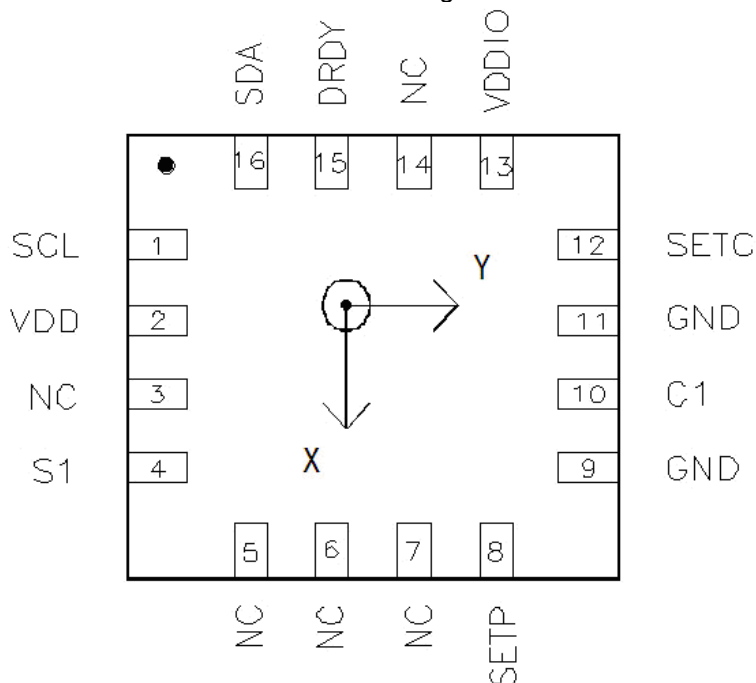 SDA
DRDY
NC
VDDIO
16
15
14
13
SCL
1
12
SETC
Y
VDD
2
11
GND
NC
3
10
C1
X
S1
4
9
GND
5
6
7
8
NC
NC
NC
SETP